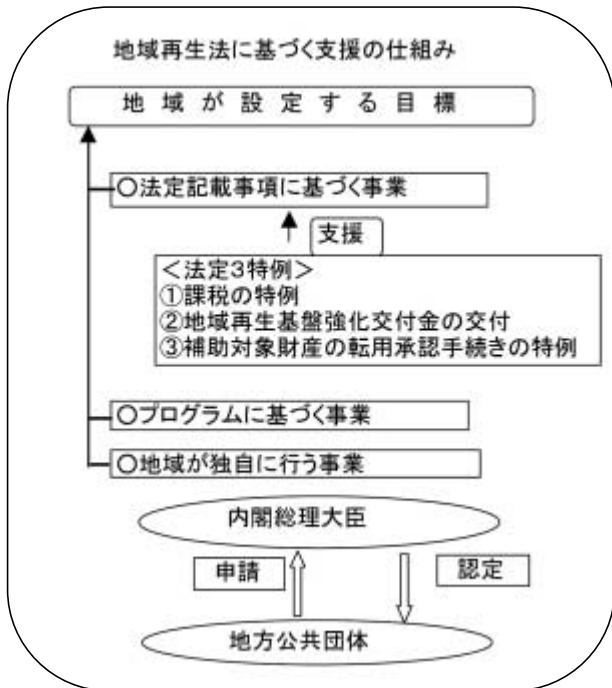 地域再生法に基づく支援の仕組み
地域が設定する目標
○法定記載事項に基づく事業
支援
＜法定3特例＞
①課税の特例
②地域再生基盤強化交付金の交付
③補助対象財産の転用承認手続きの特例
○プログラムに基づく事業
○地域が独自に行う事業
内閣総理大臣
申請
認定
地方公共団体